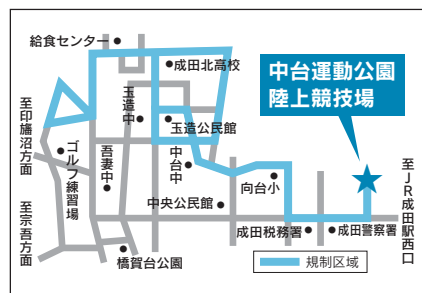 給食センター
成田北高校
中台運動公園
陸上競技場
至印旛沼方面
玉造中
玉造公民館
ゴルフ練習場
吾妻中
中台中
向台小
至JR成田駅西口
中央公民館
至宗吾方面
成田税務署
成田警察署
橋賀台公園
規制区域